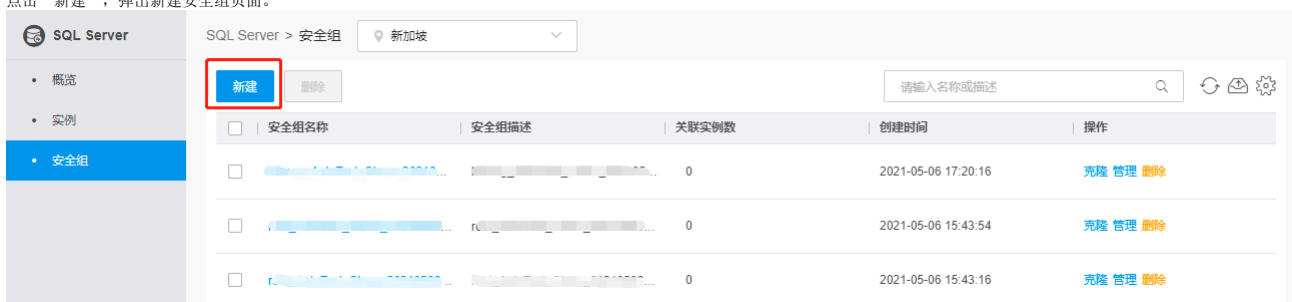 点击“新建”，弹出新建安全组页面。
SQL Server
SQL Server > 安全组 新加坡
概览
实例
安全组
新建 删除 请输入名称或描述
安全组名称 安全组描述 关联实例数 创建时间 操作
0 2021-05-06 17:20:16 克隆 管理 删除
0 2021-05-06 15:43:54 克隆 管理 删除
0 2021-05-06 15:43:16 克隆 管理 删除